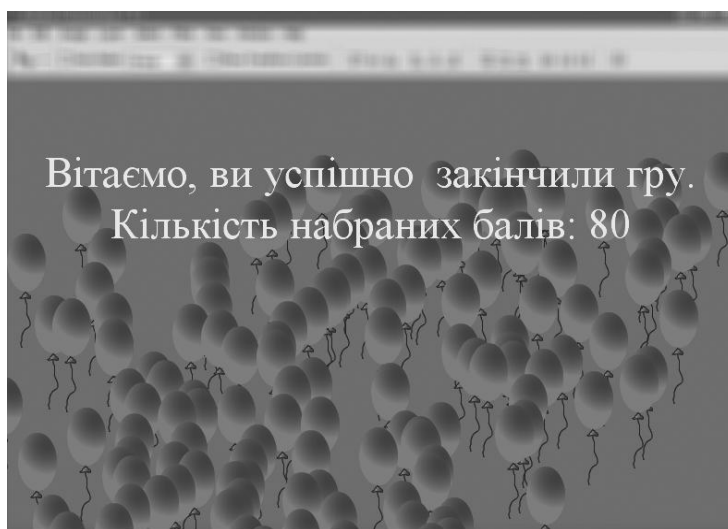 Вітаємо, ви успішно закінчили гру.
Кількість набраних балів: 80